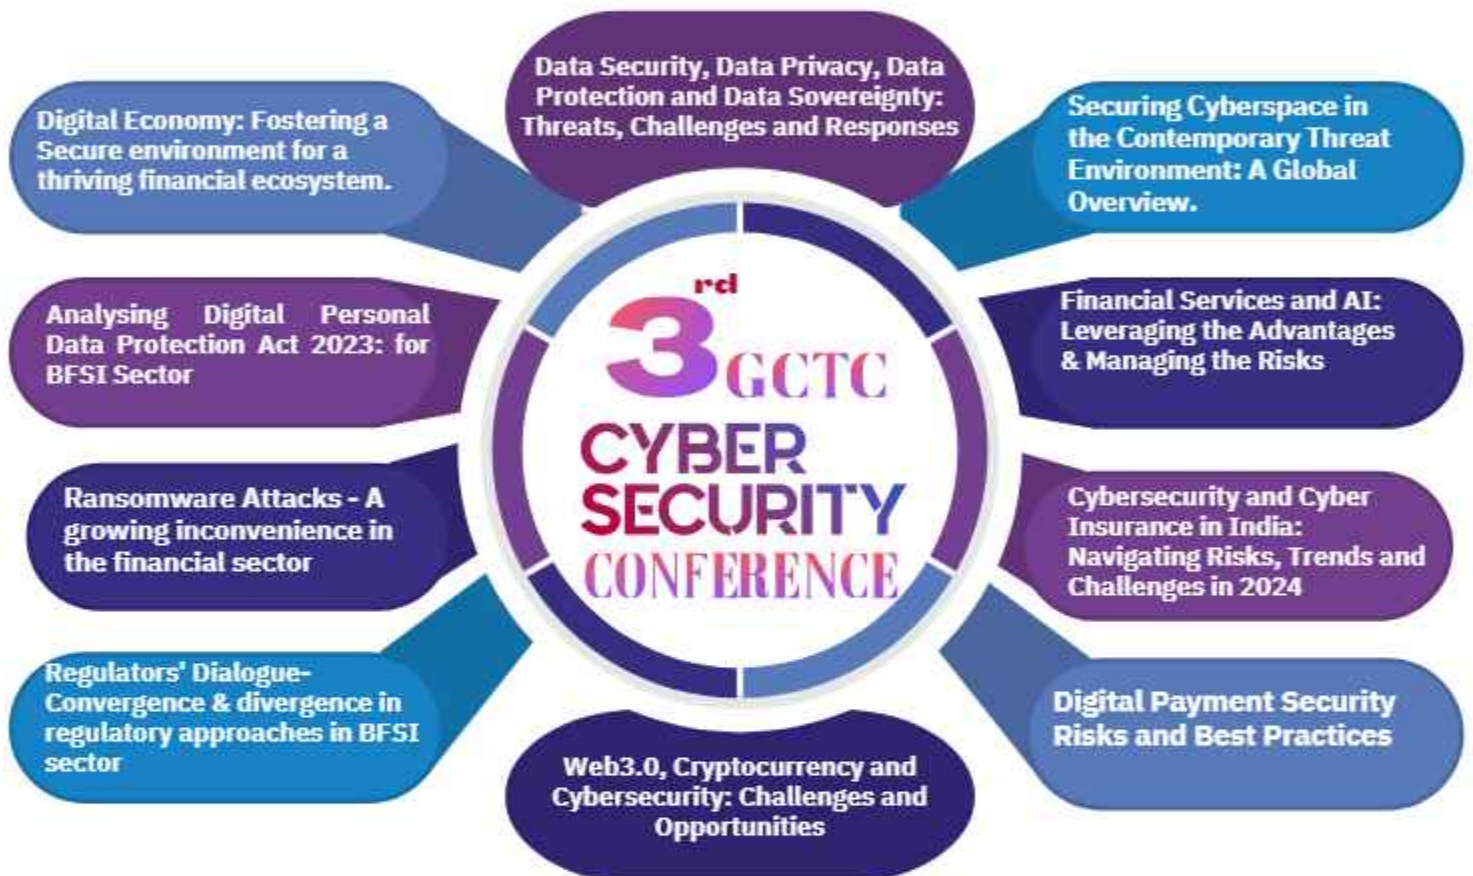 Data Security, Data Privacy, Data
Protection and Data Sovereignty:
Threats, Challenges and Responses
Digital Economy: Fostering a
Secure environment for a
thriving financial ecosystem.
Securing Cyberspace in
the Contemporary Threat
Environment: A Global
Overview.
Analysing Digital Personal
Data Protection Act 2023: for
BFSI Sector
Financial Services and AI:
Leveraging the Advantages
& Managing the Risks
3rd GCTC
CYBER
SECURITY
CONFERENCE
Ransomware Attacks - A
growing inconvenience in
the financial sector
Cybersecurity and Cyber
Insurance in India:
Navigating Risks, Trends and
Challenges in 2024
Regulators' Dialogue-
Convergence & divergence in
regulatory approaches in BFSI
sector
Digital Payment Security
Risks and Best Practices
Web3.0, Cryptocurrency and
Cybersecurity: Challenges and
Opportunities